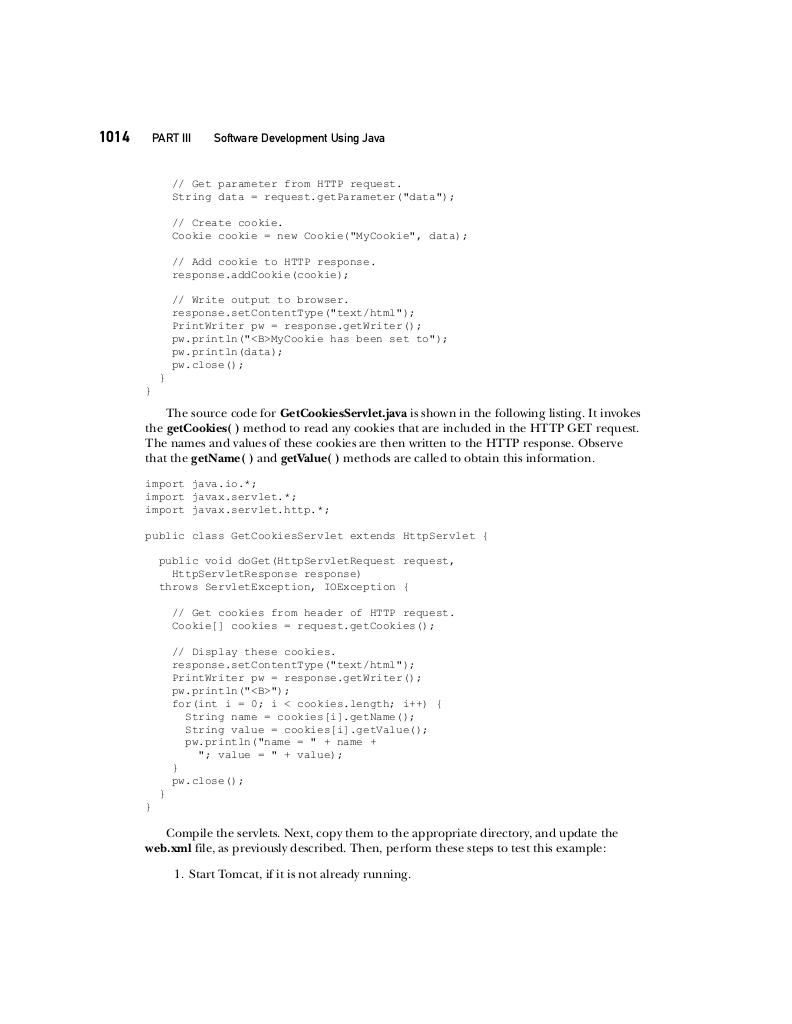 1014 PART III Software Development Using Java
// Get parameter from HTTP request.
String data = request.getParameter("data");
// Create cookie.
Cookie cookie = new Cookie("MyCookie", data);
// Add cookie to HTTP response.
response.addCookie(cookie);
// Write output to browser.
response.setContentType("text/html");
PrintWriter pw = response.getWriter();
pw.println("<B>MyCookie has been set to");
pw.println(data);
pw.close();
}
}
The source code for GetCookiesServlet.java is shown in the following listing. It invokes
the getCookies( ) method to read any cookies that are included in the HTTP GET request.
The names and values of these cookies are then written to the HTTP response. Observe
that the getName( ) and getValue( ) methods are called to obtain this information.
import java.io.*;
import javax.servlet.*;
import javax.servlet.http.*;
public class GetCookiesServlet extends HttpServlet {
public void doGet(HttpServletRequest request,
HttpServletResponse response)
throws ServletException, IOException {
// Get cookies from header of HTTP request.
Cookie[] cookies = request.getCookies();
// Display these cookies.
response.setContentType("text/html");
PrintWriter pw = response.getWriter();
pw.println("<B>");
for(int i = 0; i < cookies.length; i++) {
String name = cookies[i].getName();
String value = cookies[i].getValue();
pw.println("name = " + name +
"; value = " + value);
}
pw.close();
}
}
Compile the servlets. Next, copy them to the appropriate directory, and update the
web.xml file, as previously described. Then, perform these steps to test this example:
1. Start Tomcat, if it is not already running.